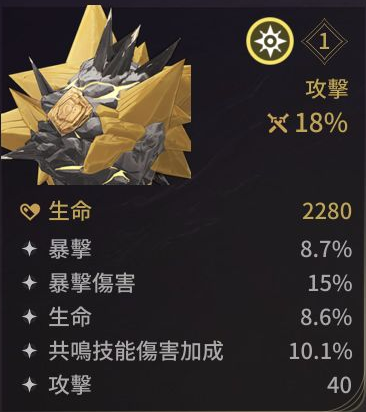 1
攻擊
18%
生命 2280
暴擊 8.7%
暴擊傷害 15%
生命 8.6%
共鳴技能傷害加成 10.1%
攻擊 40